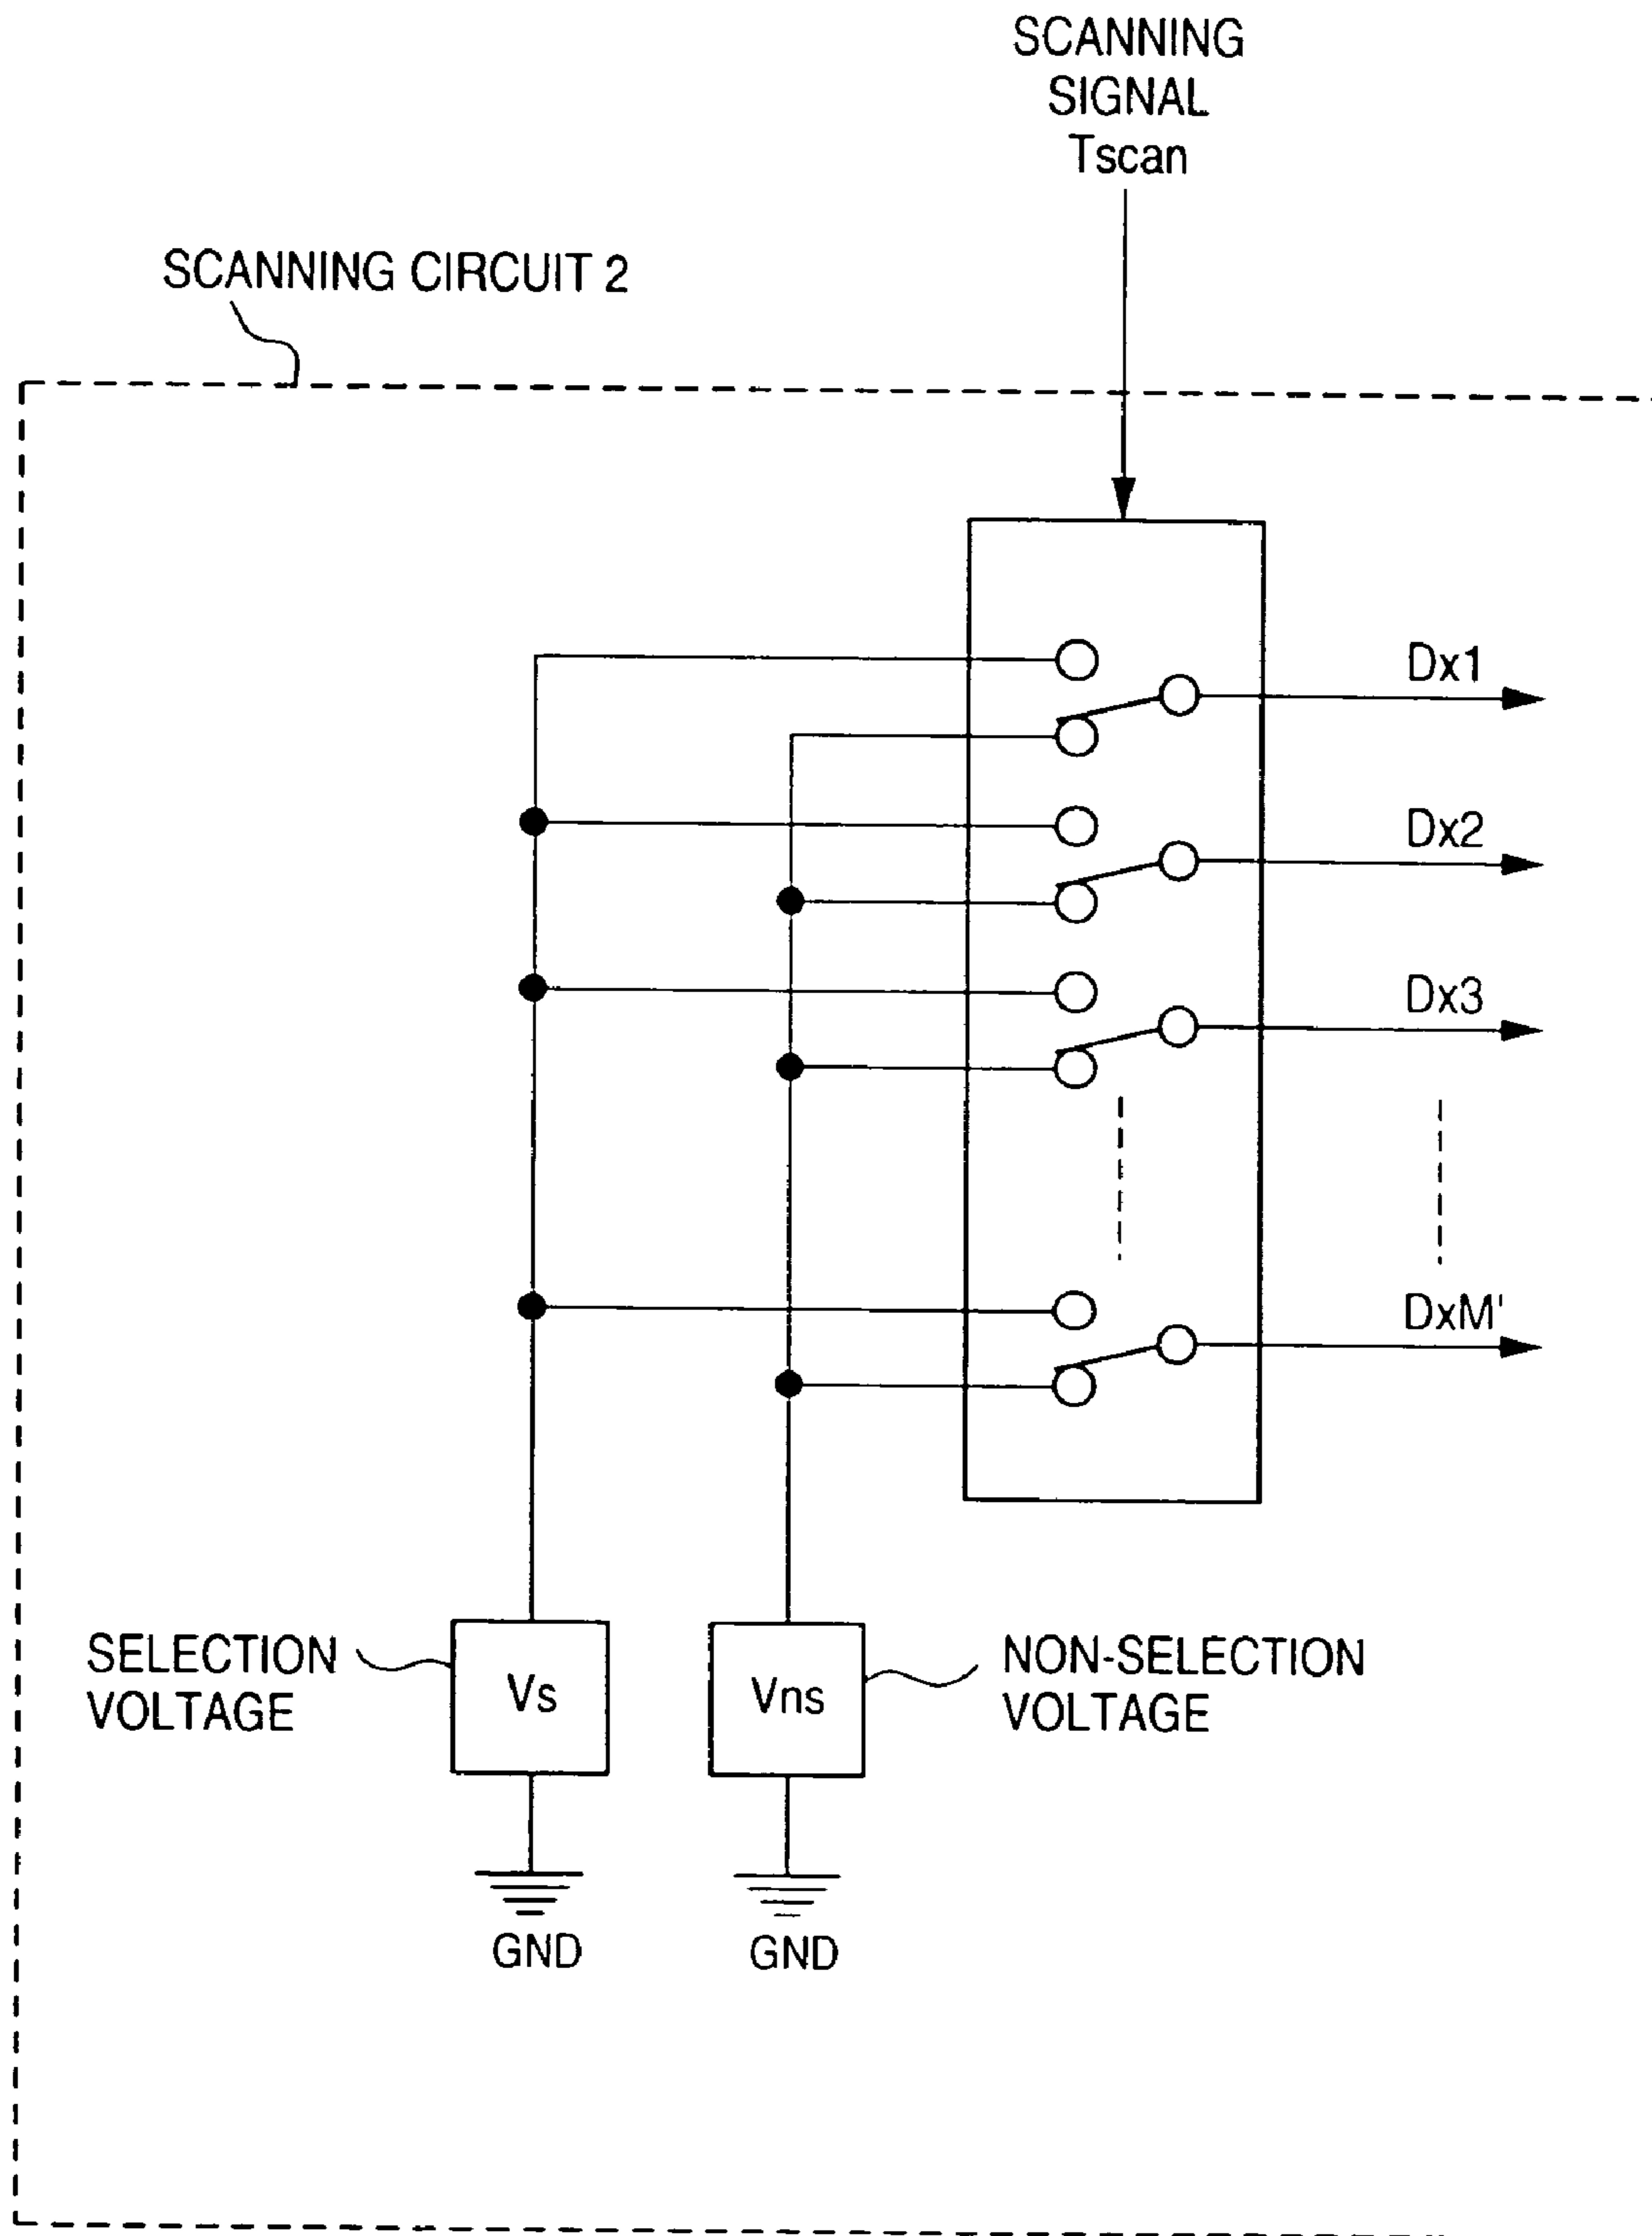 SCANNING
SIGNAL
Tscan
SCANNING CIRCUIT 2
Dx1
Dx2
Dx3
DxM'
SELECTION
VOLTAGE
Vs
Vns
NON-SELECTION
VOLTAGE
GND
GND